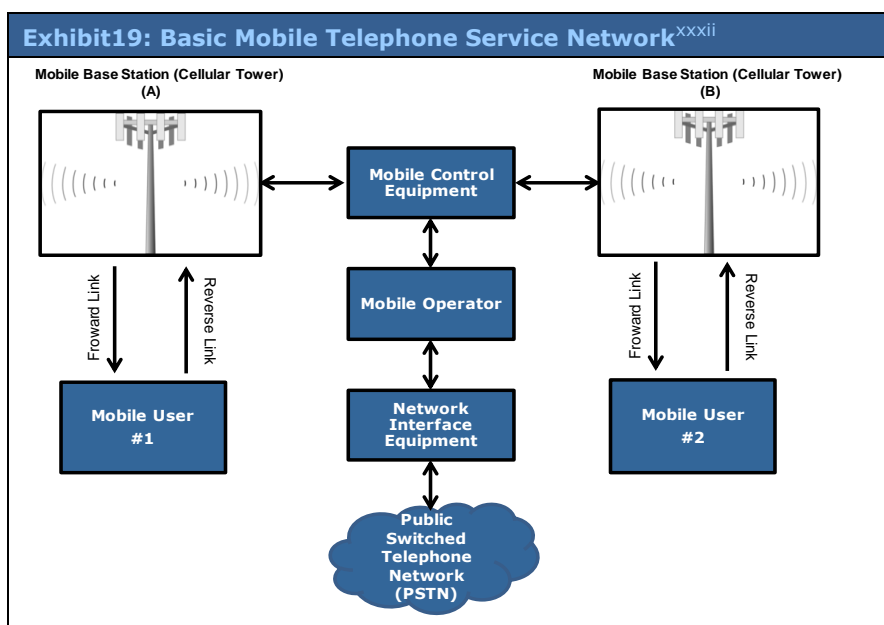 Exhibit19: Basic Mobile Telephone Service Network^xxxii
Mobile Base Station (Cellular Tower)
(A)
Mobile Base Station (Cellular Tower)
(B)
Mobile Control
Equipment
Froward Link
Reverse Link
Mobile Operator
Froward Link
Reverse Link
Mobile User
#1
Network
Interface
Equipment
Mobile User
#2
Public
Switched
Telephone
Network
(PSTN)